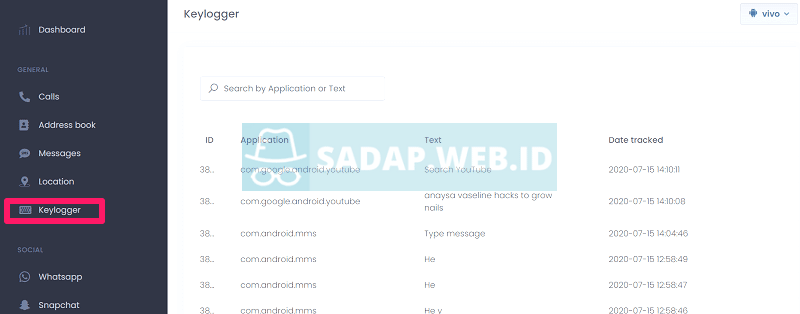 Dashboard
Keylogger
vivo
GENERAL
Calls
Address book
Messages
Location
Keylogger
SOCIAL
Whatsapp
Snapchat
Search by Application or Text
ID Application Text Date tracked
SADAP.WEB.ID
38... com.google.android.youtube Search YouTube 2020-07-15 14:10:11
38... com.google.android.youtube anaysa vaseline hacks to grow 2020-07-15 14:10:08
nails
38... com.android.mms Type message 2020-07-15 14:04:46
38... com.android.mms He 2020-07-15 12:58:49
38... com.android.mms He 2020-07-15 12:58:47
38... com.android.mms He v 2020-07-15 12:58:46